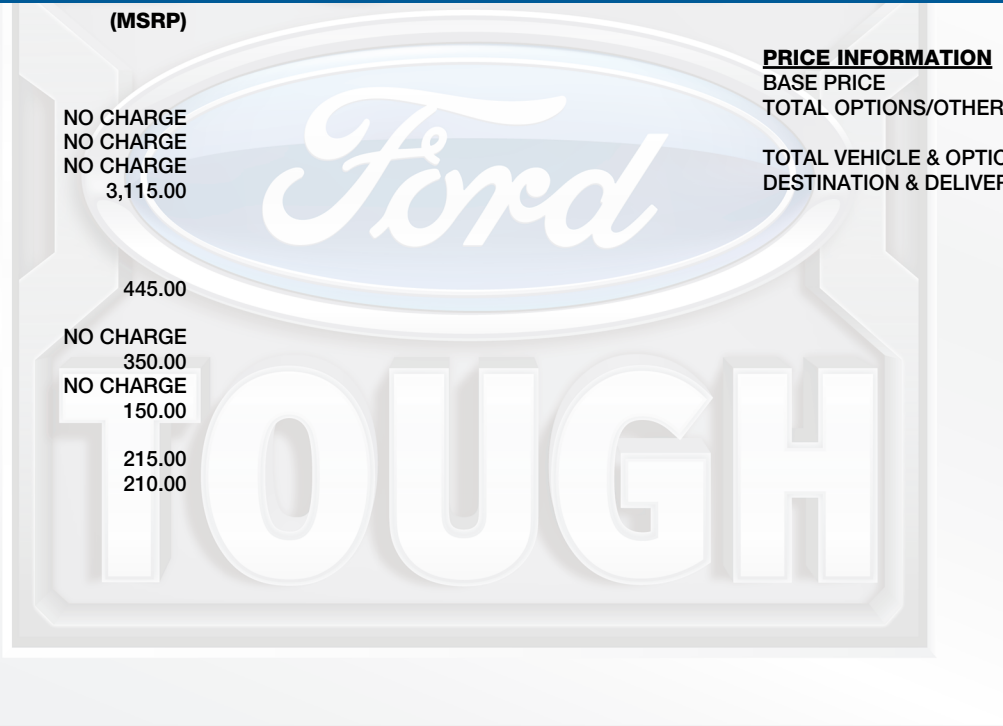 (MSRP)
NO CHARGE
NO CHARGE
NO CHARGE
3,115.00
445.00
NO CHARGE
350.00
NO CHARGE
150.00
215.00
210.00
PRICE INFORMATION
BASE PRICE
TOTAL OPTIONS/OTHER
TOTAL VEHICLE & OPTIO
DESTINATION & DELIVER
Ford
TOUGH